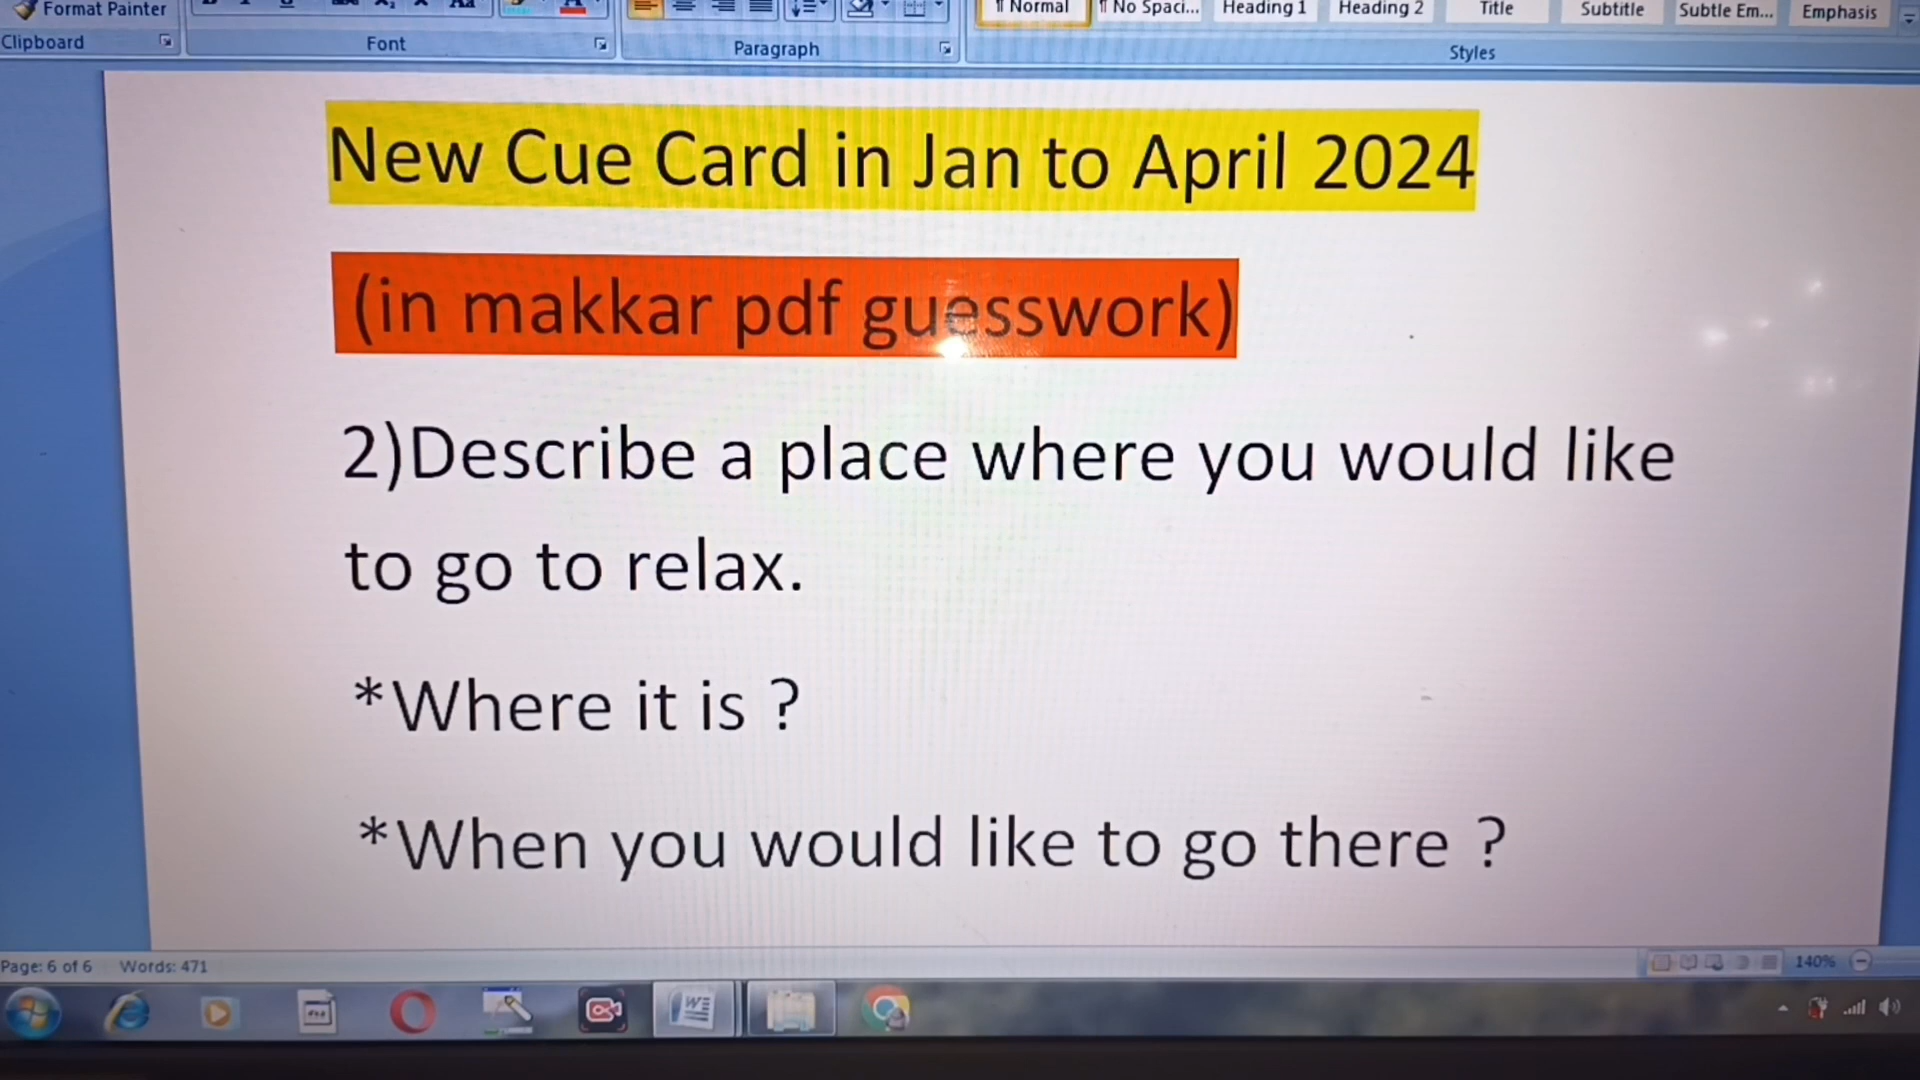 Format Painter
Clipboard
Font
Paragraph
¶ Normal
¶ No Spaci...
Heading 1
Heading 2
Title
Subtitle
Subtle Em...
Emphasis
Styles
New Cue Card in Jan to April 2024
(in makkar pdf guesswork)
2)Describe a place where you would like
to go to relax.
*Where it is ?
*When you would like to go there ?
Page: 6 of 6
Words: 471
140%